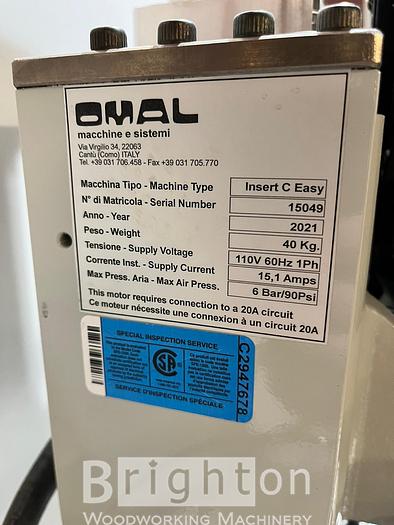 OMAL
macchine e sistemi
Via Virgilio 34, 22063
Cantù (Como) ITALY
Tel. +39 031 706.458 - Fax +39 031 705.770
Macchina Tipo - Machine Type Insert C Easy
N° di Matricola - Serial Number 15049
Anno - Year 2021
Peso - Weight 40 Kg.
Tensione - Supply Voltage 110V 60Hz 1Ph
Corrente Inst. - Supply Current 15,1 Amps
Max Press. Aria - Max Air Press. 6 Bar/90Psi
This motor requires connection to a 20A circuit
Ce moteur nécessite une connexion à un circuit 20A
SPECIAL INSPECTION SERVICE
SERVICE D'INSPECTION SPÉCIALE
C2947678
Brighton
WOODWORKING MACHINERY